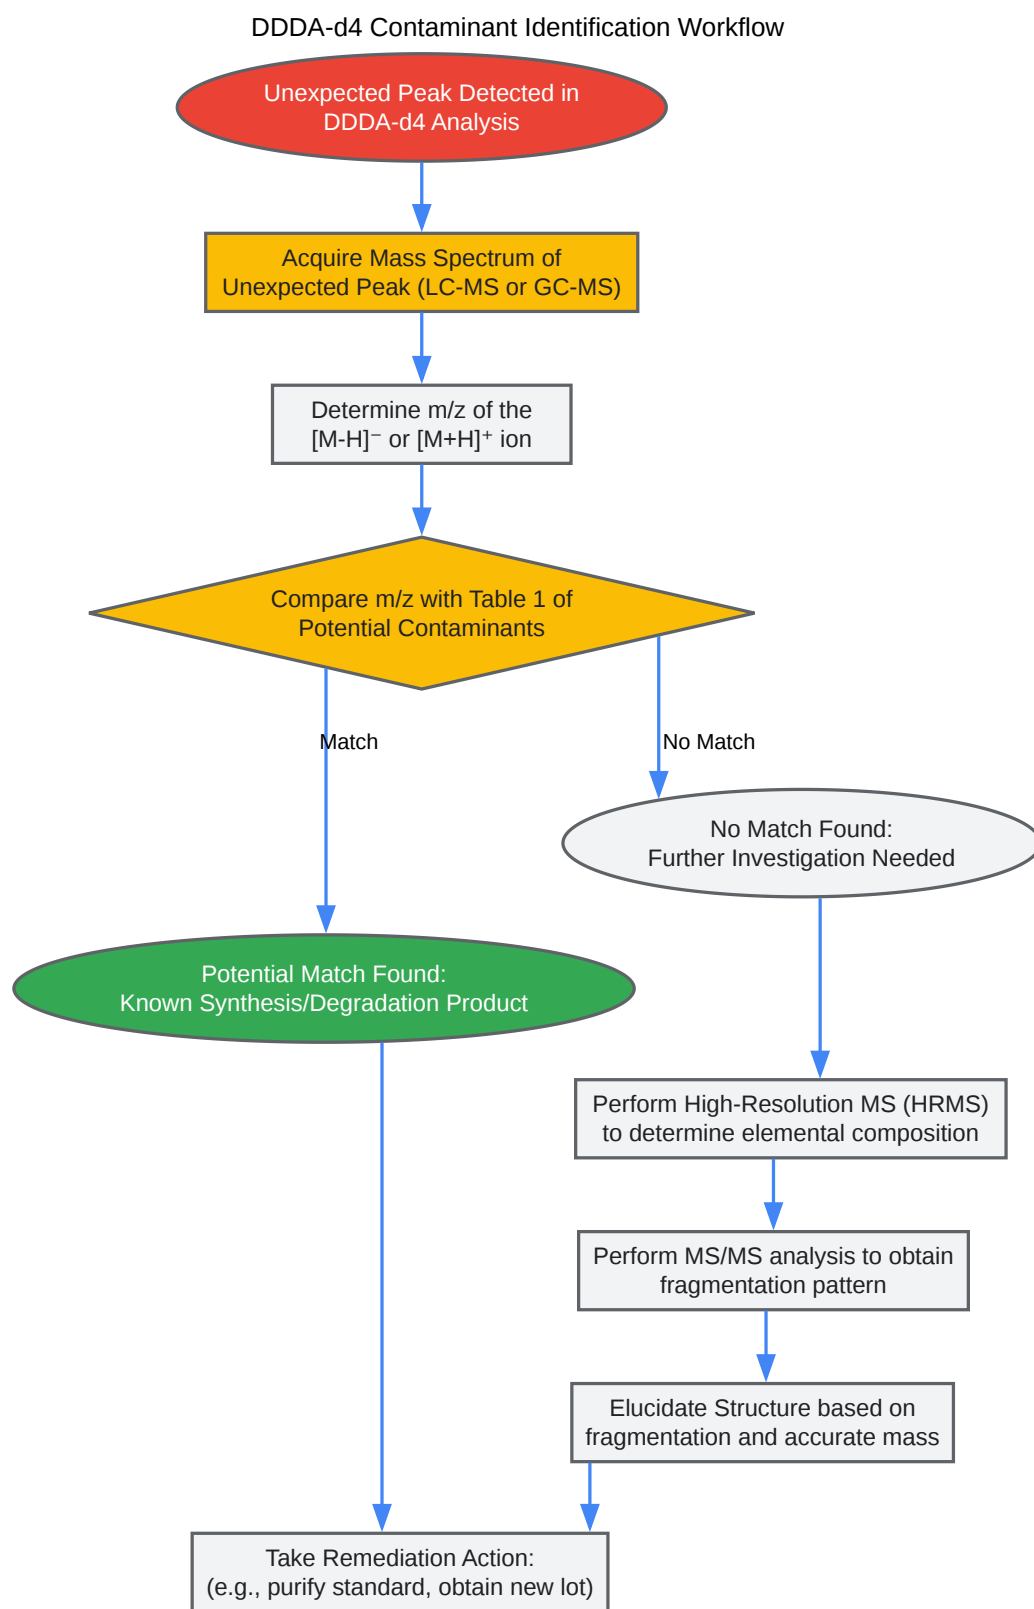 DDDA-d4 Contaminant Identification Workflow
Unexpected Peak Detected in
DDDA-d4 Analysis
Acquire Mass Spectrum of
Unexpected Peak (LC-MS or GC-MS)
Determine m/z of the
[M-H]⁻ or [M+H]⁺ ion
Compare m/z with Table 1 of
Potential Contaminants
Match
No Match
No Match Found:
Further Investigation Needed
Potential Match Found:
Known Synthesis/Degradation Product
Perform High-Resolution MS (HRMS)
to determine elemental composition
Perform MS/MS analysis to obtain
fragmentation pattern
Elucidate Structure based on
fragmentation and accurate mass
Take Remediation Action:
(e.g., purify standard, obtain new lot)